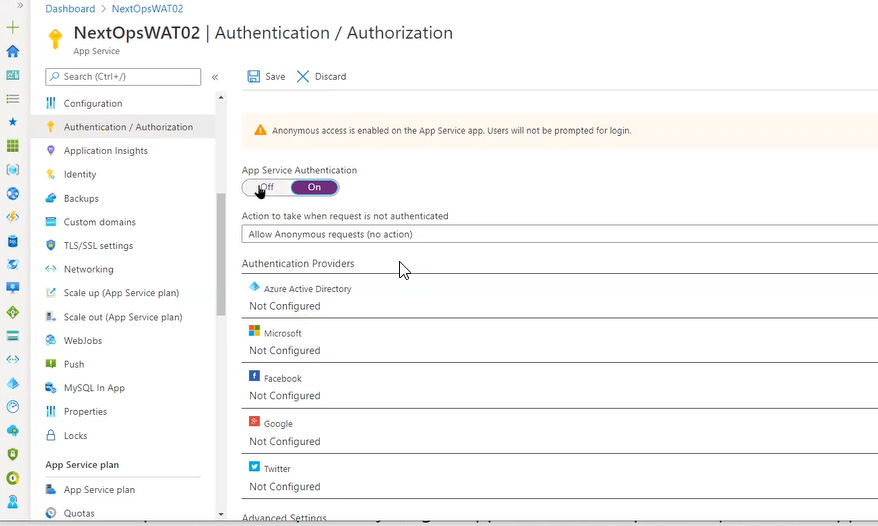 Dashboard > NextOpsWAT02
NextOpsWAT02 | Authentication / Authorization
App Service
Search (Ctrl+/)
«
Save
Discard
Configuration
Authentication / Authorization
Application Insights
Identity
Backups
Custom domains
TLS/SSL settings
Networking
Scale up (App Service plan)
Scale out (App Service plan)
WebJobs
Push
MySQL In App
Properties
Locks
App Service plan
App Service plan
Quotas
Anonymous access is enabled on the App Service app. Users will not be prompted for login.
App Service Authentication
Off On
Action to take when request is not authenticated
Allow Anonymous requests (no action)
Authentication Providers
Azure Active Directory
Not Configured
Microsoft
Not Configured
Facebook
Not Configured
Google
Not Configured
Twitter
Not Configured
Advanced Settings